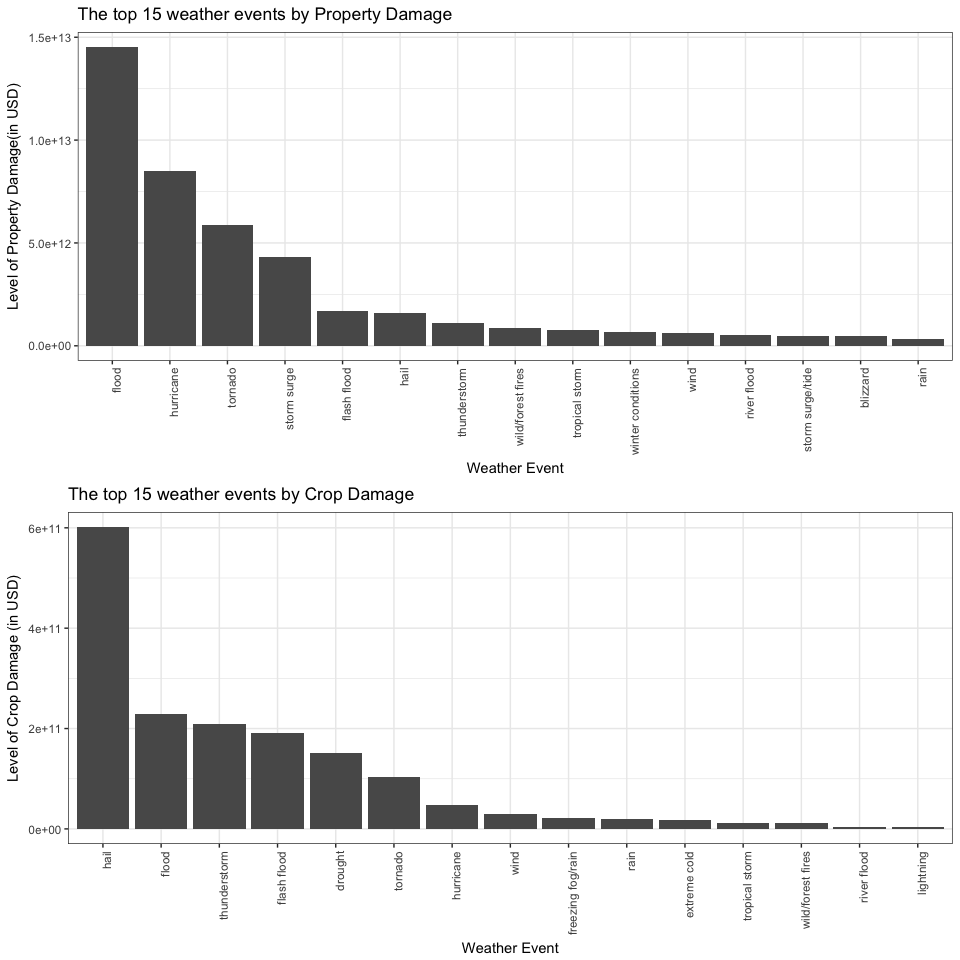 The top 15 weather events by Property Damage
Level of Property Damage(in USD)
1.5e+13
1.0e+13
5.0e+12
0.0e+00
flood
hurricane
tornado
storm surge
flash flood
hail
thunderstorm
wild/forest fires
tropical storm
winter conditions
wind
river flood
storm surge/tide
blizzard
rain
Weather Event
The top 15 weather events by Crop Damage
Level of Crop Damage (in USD)
6e+11
4e+11
2e+11
0e+00
hail
flood
thunderstorm
flash flood
drought
tornado
hurricane
wind
freezing fog/rain
rain
extreme cold
tropical storm
wild/forest fires
river flood
lightning
Weather Event